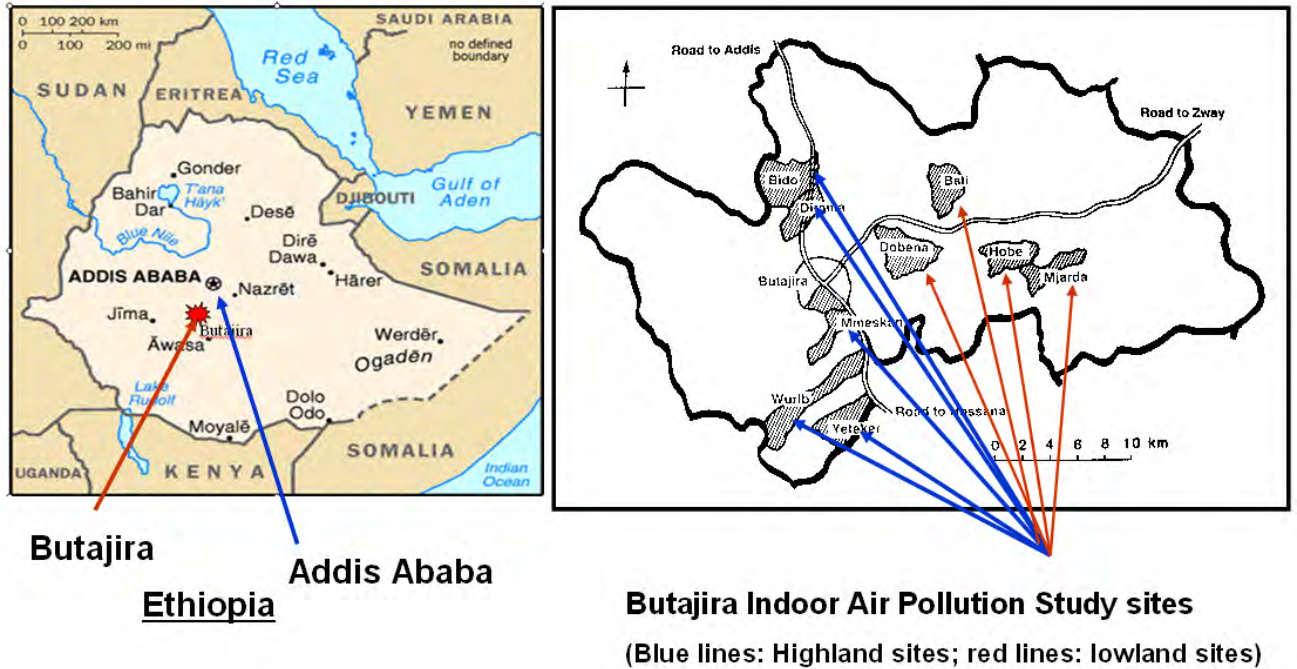 0 100 200 km
0 100 200 mi
SAUDI ARABIA
no defined
boundary
Red
Sea
SUDAN
ERITREA
YEMEN
Gonder
Bahir
Dar
T'ana
Hāyk'
DJIBOUTI
Gulf of
Aden
Desē
Blue Nile
Dirē
Dawa
Hārer
SOMALIA
ADDIS ABABA
Nazrēt
Jīma
Butajira
Āwasa
Werdēr
Ogadēn
Lake
Rudolf
Dolo
Odo
Moyalē
SOMALIA
UGANDA
KENYA
Indian
Ocean
Butajira
Addis Ababa
Ethiopia
Road to Addis
Road to Zway
Bido
Bali
Dirama
Dobena
Hobe
Mjarda
Butajira
Mmeskan
Wurlb
Yeteker
Road to Hossana
0 2 4 6 8 10 km
Butajira Indoor Air Pollution Study sites
(Blue lines: Highland sites; red lines: lowland sites)